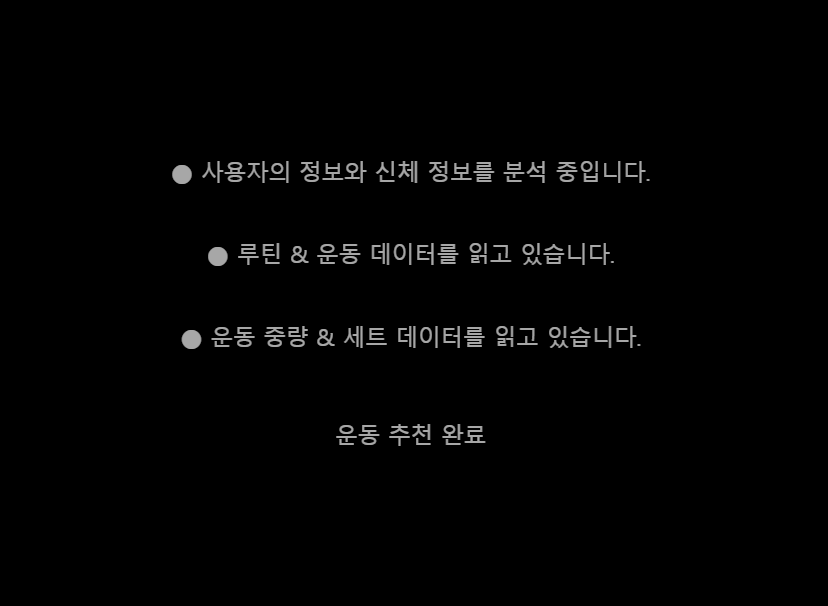 ● 사용자의 정보와 신체 정보를 분석 중입니다.
● 루틴 & 운동 데이터를 읽고 있습니다.
● 운동 중량 & 세트 데이터를 읽고 있습니다.
운동 추천 완료